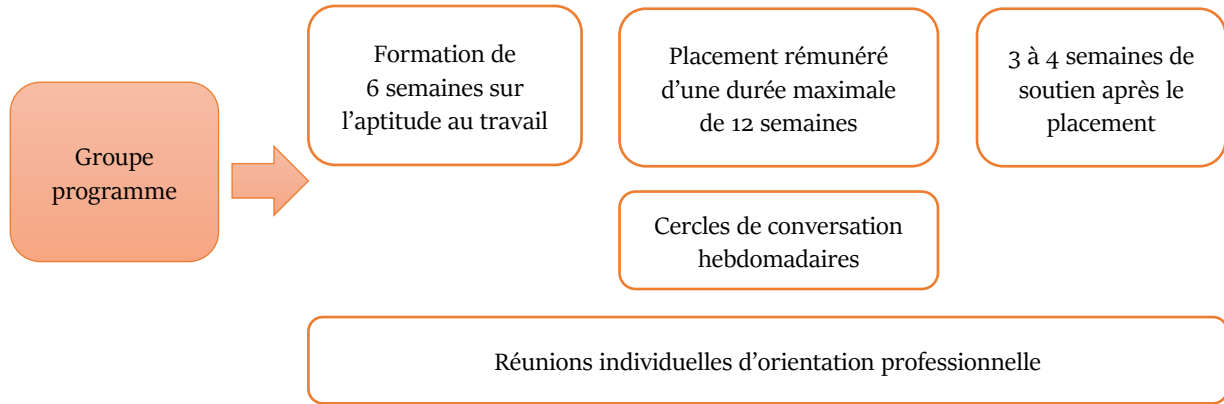 Groupe
programme
Formation de
6 semaines sur
l’aptitude au travail
Placement rémunéré
d’une durée maximale
de 12 semaines
3 à 4 semaines de
soutien après le
placement
Cercles de conversation
hebdomadaires
Réunions individuelles d’orientation professionnelle